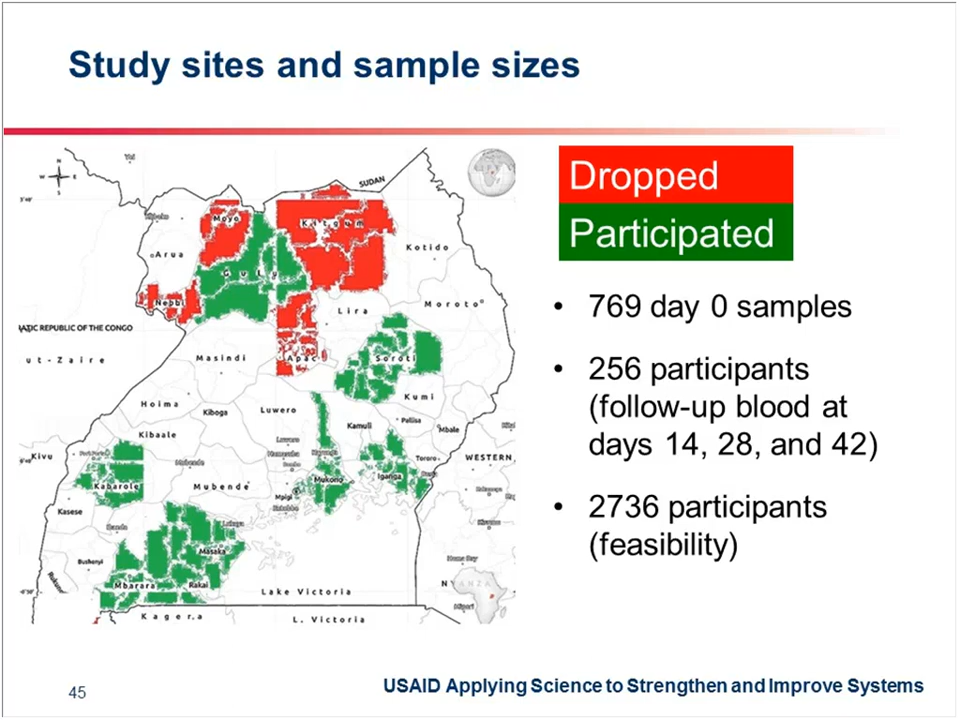 Study sites and sample sizes
Dropped
Participated
• 769 day 0 samples
• 256 participants
(follow-up blood at
days 14, 28, and 42)
• 2736 participants
(feasibility)
N
W E
S
SUDAN
Moyo
Kitgum
Kotido
Arua
Gulu
Nebbi
Moroto
Lira
REPUBLIC OF THE CONGO
ut-Zaire
Masindi
Apac
Soroti
Kumi
Hoima
Kiboga
Luwero
Kamuli
Pallisa
Mbale
Kibaale
Kivu
Tororo
WESTERN
Kabarole
Mubende
Mukono
Iganga
Mpigi
Kasese
Masaka
Bushenyi
Mbarara
Rakai
Lake Victoria
NYANZA
Kagera
L. Victoria
45
USAID Applying Science to Strengthen and Improve Systems